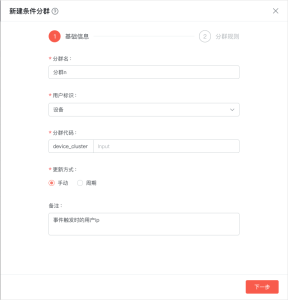 新建条件分群
1 基础信息
2 分群规则
* 分群名：
分群n
* 用户标识：
设备
* 分群代码：
device_cluster Input
* 更新方式：
手动 周期
备注：
事件触发时的用户ip
下一步